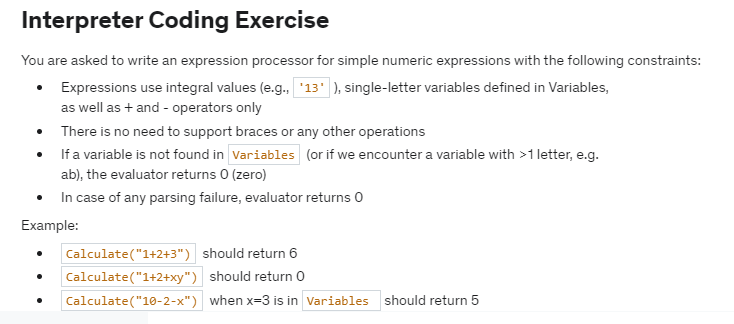 Interpreter Coding Exercise
You are asked to write an expression processor for simple numeric expressions with the following constraints:
• Expressions use integral values (e.g., '13' ), single-letter variables defined in Variables,
as well as + and - operators only
• There is no need to support braces or any other operations
• If a variable is not found in Variables (or if we encounter a variable with >1 letter, e.g.
ab), the evaluator returns 0 (zero)
• In case of any parsing failure, evaluator returns 0
Example:
• Calculate("1+2+3") should return 6
• Calculate("1+2+xy") should return 0
• Calculate("10-2-x") when x=3 is in Variables should return 5